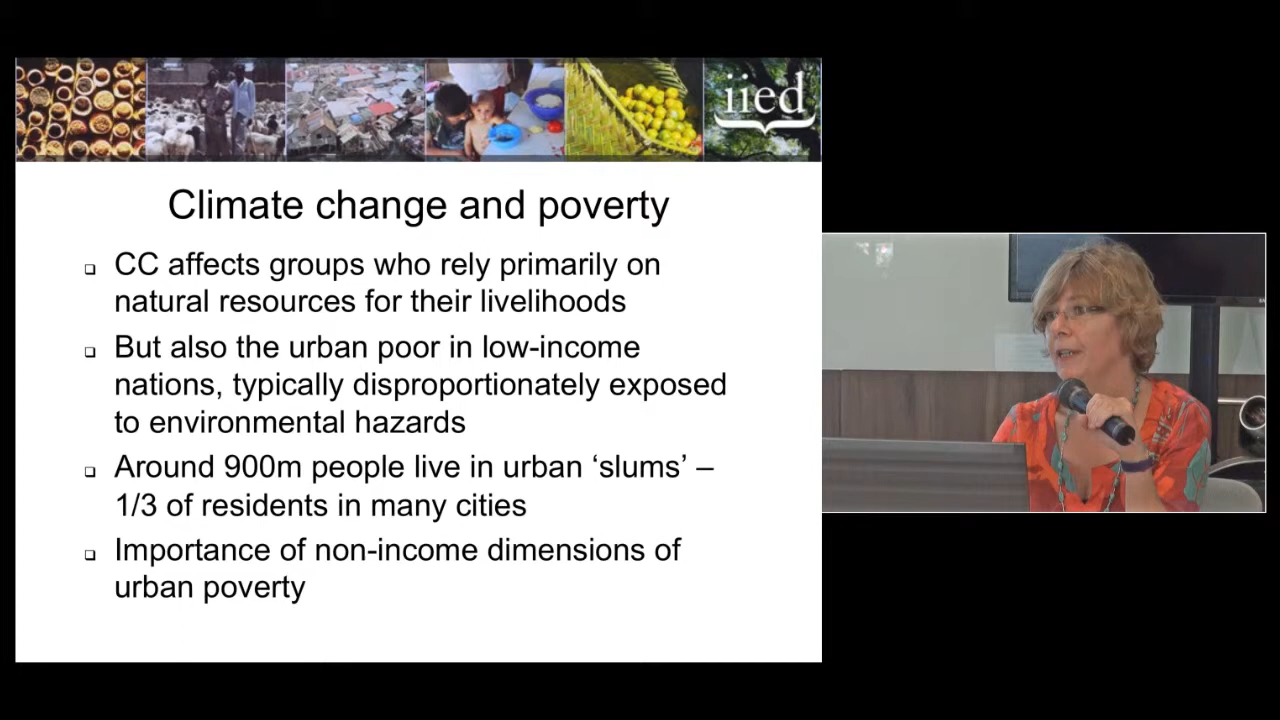 iied
Climate change and poverty
CC affects groups who rely primarily on
natural resources for their livelihoods
But also the urban poor in low-income
nations, typically disproportionately exposed
to environmental hazards
Around 900m people live in urban ‘slums’ –
1/3 of residents in many cities
Importance of non-income dimensions of
urban poverty